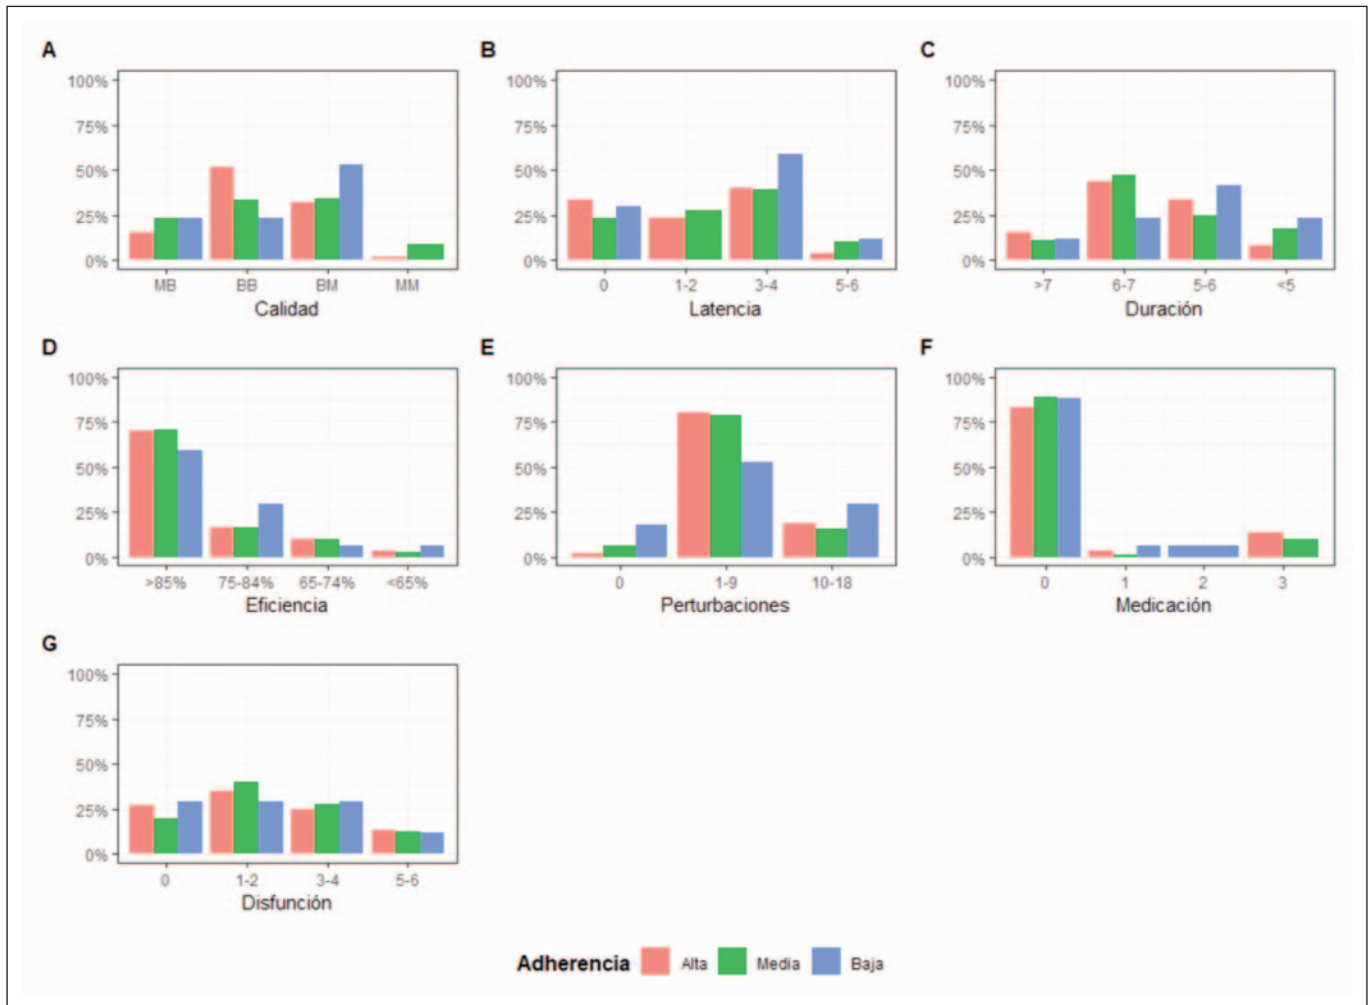 A
100%
75%
50%
25%
0%
MB BB BM MM
Calidad
B
100%
75%
50%
25%
0%
0 1-2 3-4 5-6
Latencia
C
100%
75%
50%
25%
0%
>7 6-7 5-6 <5
Duración
D
100%
75%
50%
25%
0%
>85% 75-84% 65-74% <65%
Eficiencia
E
100%
75%
50%
25%
0%
0 1-9 10-18
Perturbaciones
F
100%
75%
50%
25%
0%
0 1 2 3
Medicación
G
100%
75%
50%
25%
0%
0 1-2 3-4 5-6
Disfunción
Adherencia Alta Media Baja